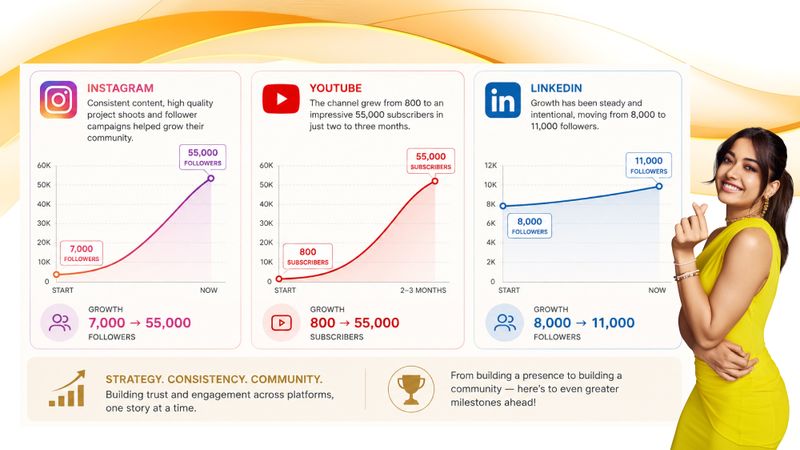 INSTAGRAM
Consistent content, high quality
project shoots and follower
campaigns helped grow their
community.
60K
50K
40K
30K
20K
10K
0
55,000
FOLLOWERS
7,000
FOLLOWERS
START
NOW
GROWTH
7,000 → 55,000
FOLLOWERS
YOUTUBE
The channel grew from 800 to an
impressive 55,000 subscribers in
just two to three months.
60K
50K
40K
30K
20K
10K
0
55,000
SUBSCRIBERS
800
SUBSCRIBERS
START
2–3 MONTHS
GROWTH
800 → 55,000
SUBSCRIBERS
in
LINKEDIN
Growth has been steady and
intentional, moving from 8,000 to
11,000 followers.
12K
10K
8K
6K
4K
2K
0
11,000
FOLLOWERS
8,000
FOLLOWERS
START
NOW
GROWTH
8,000 → 11,000
FOLLOWERS
STRATEGY. CONSISTENCY. COMMUNITY.
Building trust and engagement across platforms,
one story at a time.
From building a presence to building a
community — here's to even greater
milestones ahead!